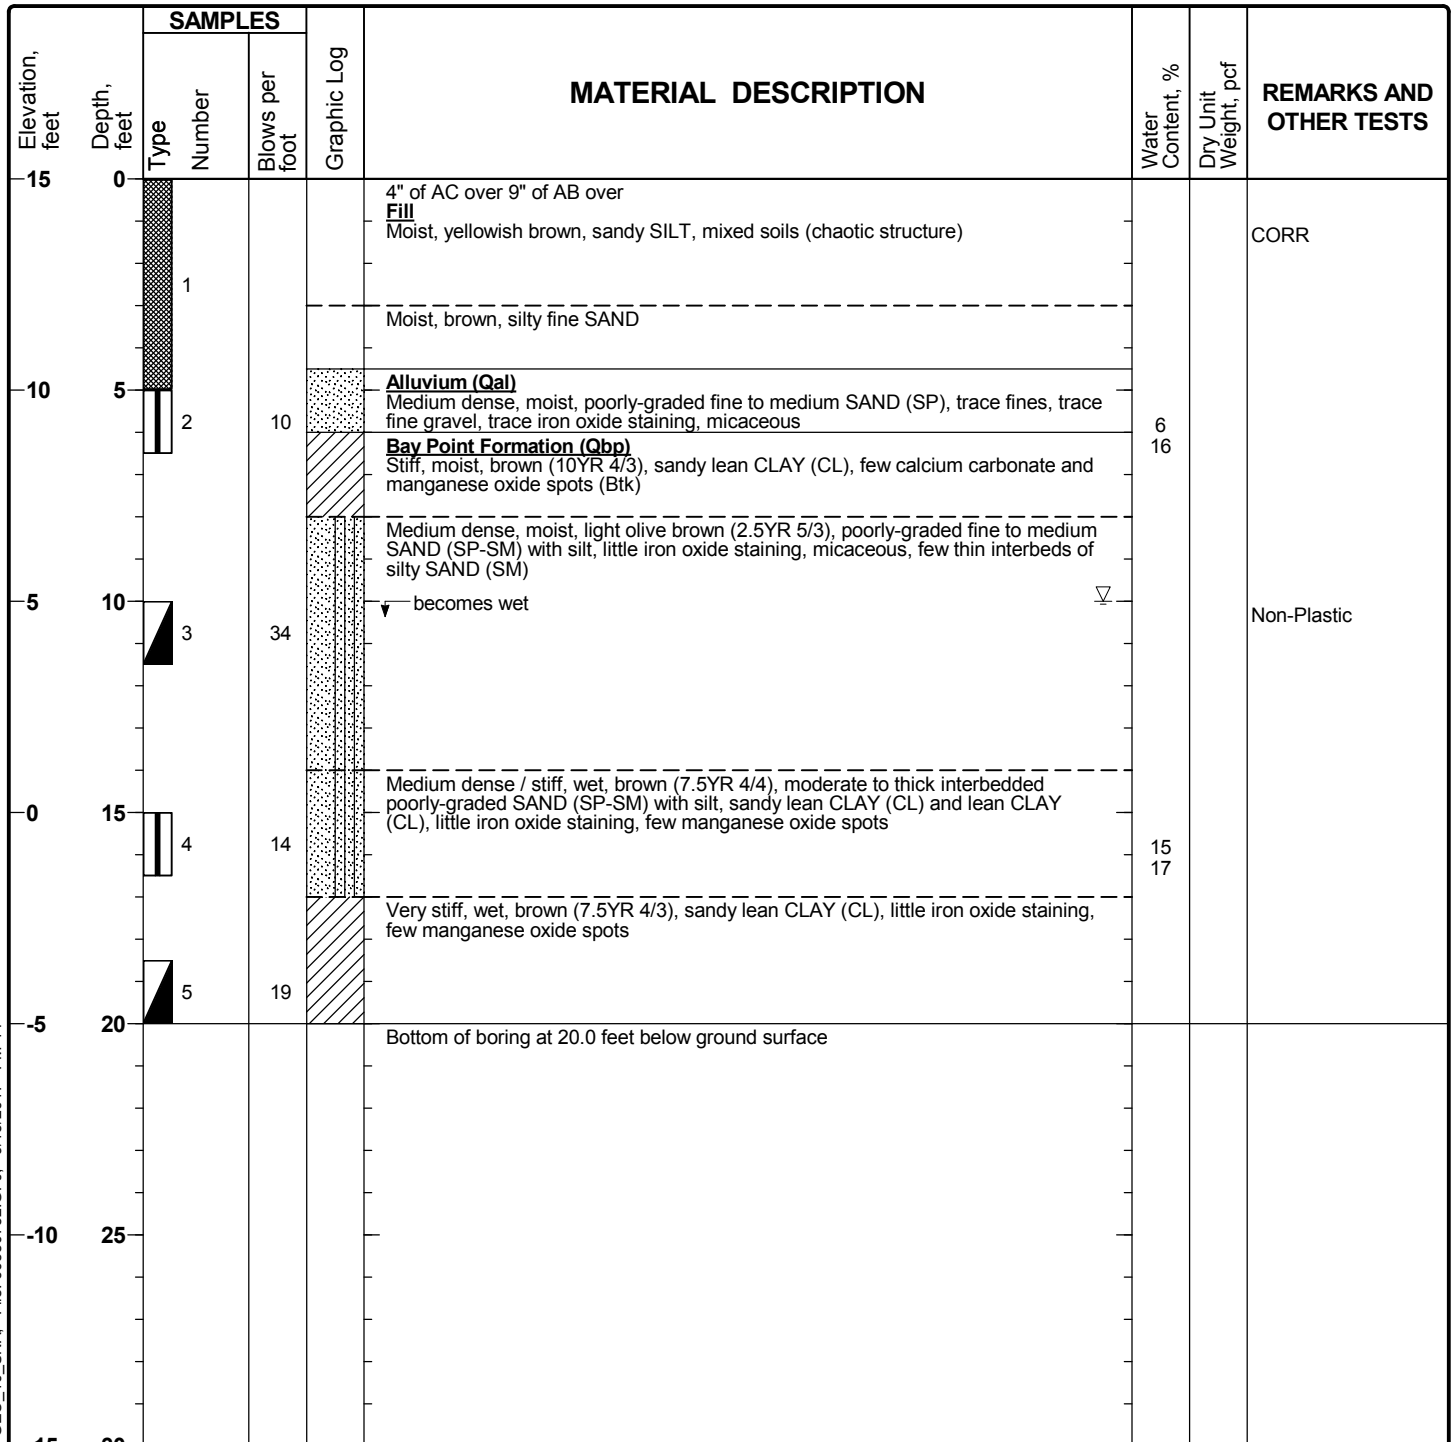 SAMPLES
Elevation, feet
Depth, feet
Type
Number
Blows per foot
Graphic Log
MATERIAL DESCRIPTION
Water Content, %
Dry Unit Weight, pcf
REMARKS AND
OTHER TESTS
15 0
4" of AC over 9" of AB over
Fill
Moist, yellowish brown, sandy SILT, mixed soils (chaotic structure)
CORR
1
Moist, brown, silty fine SAND
10 5
Alluvium (Qal)
Medium dense, moist, poorly-graded fine to medium SAND (SP), trace fines, trace
fine gravel, trace iron oxide staining, micaceous
2 10
6
16
Bay Point Formation (Qbp)
Stiff, moist, brown (10YR 4/3), sandy lean CLAY (CL), few calcium carbonate and
manganese oxide spots (Btk)
Medium dense, moist, light olive brown (2.5YR 5/3), poorly-graded fine to medium
SAND (SP-SM) with silt, little iron oxide staining, micaceous, few thin interbeds of
silty SAND (SM)
5 10
becomes wet
Non-Plastic
3 34
Medium dense / stiff, wet, brown (7.5YR 4/4), moderate to thick interbedded
poorly-graded SAND (SP-SM) with silt, sandy lean CLAY (CL) and lean CLAY
(CL), little iron oxide staining, few manganese oxide spots
0 15
4 14
15
17
Very stiff, wet, brown (7.5YR 4/3), sandy lean CLAY (CL), little iron oxide staining,
few manganese oxide spots
5 19
-5 20
Bottom of boring at 20.0 feet below ground surface
-10 25